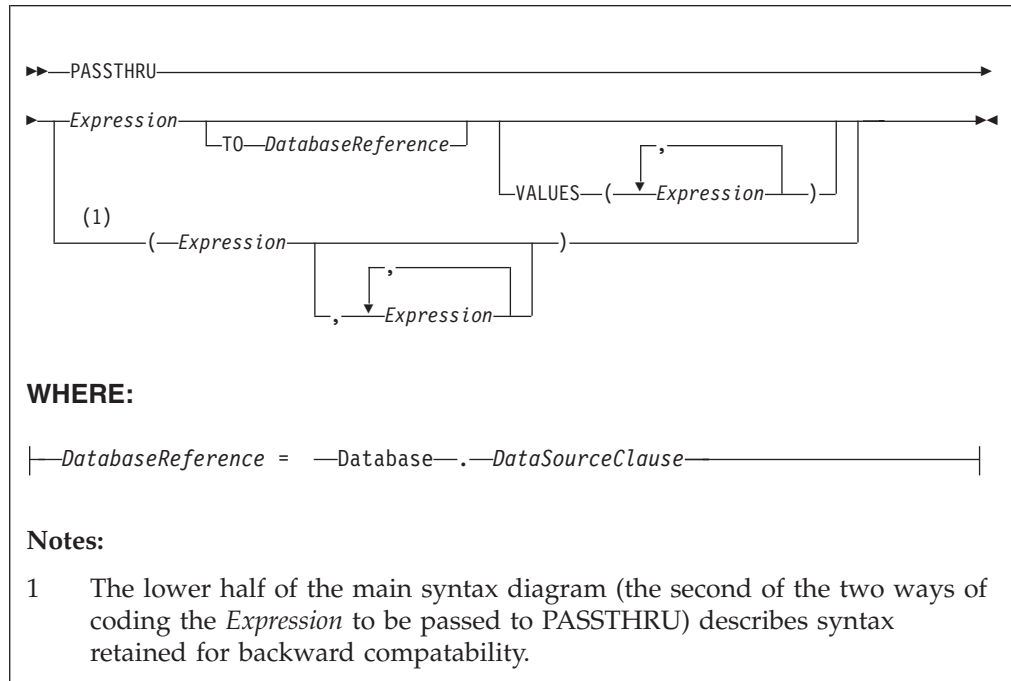 PASSTHRU
Expression
TO DatabaseReference
,
VALUES ( Expression )
(1)
( Expression )
,
, Expression
WHERE:
DatabaseReference = Database . DataSourceClause
Notes:
1 The lower half of the main syntax diagram (the second of the two ways of
coding the Expression to be passed to PASSTHRU) describes syntax
retained for backward compatability.